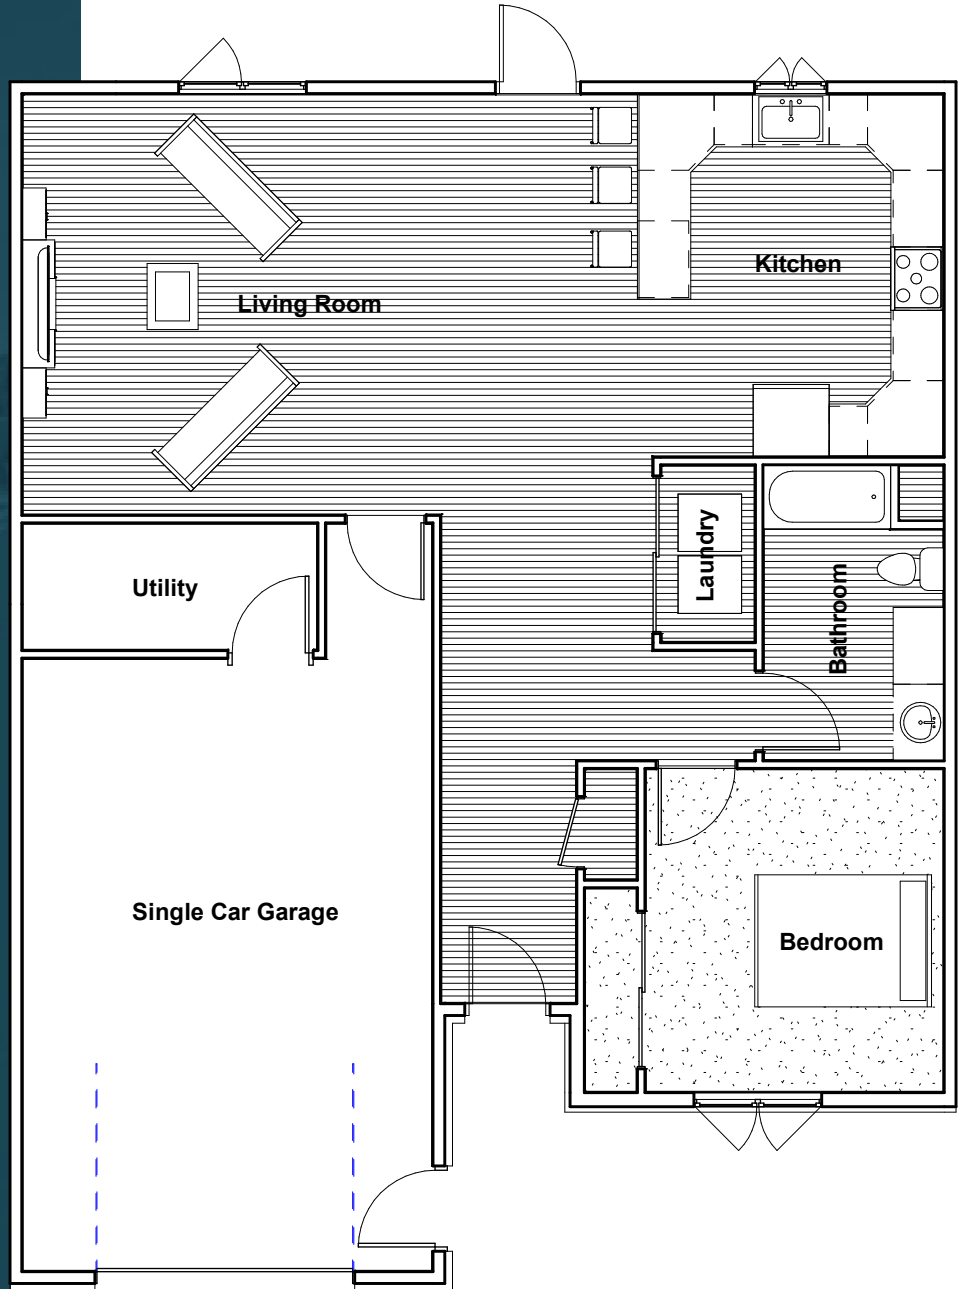 Kitchen
Living Room
Laundry
Utility
Bathroom
Single Car Garage
Bedroom